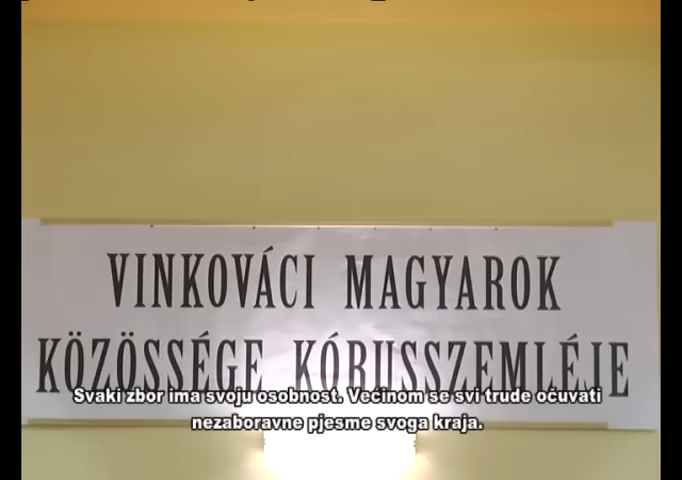 VINKOVÁCI MAGYAROK
KÖZÖSSÉGE KÓRUSSZEMLÉJE
Svaki zbor ima svoju osobnost. Većinom se svi trude očuvati
nezaboravne pjesme svoga kraja.